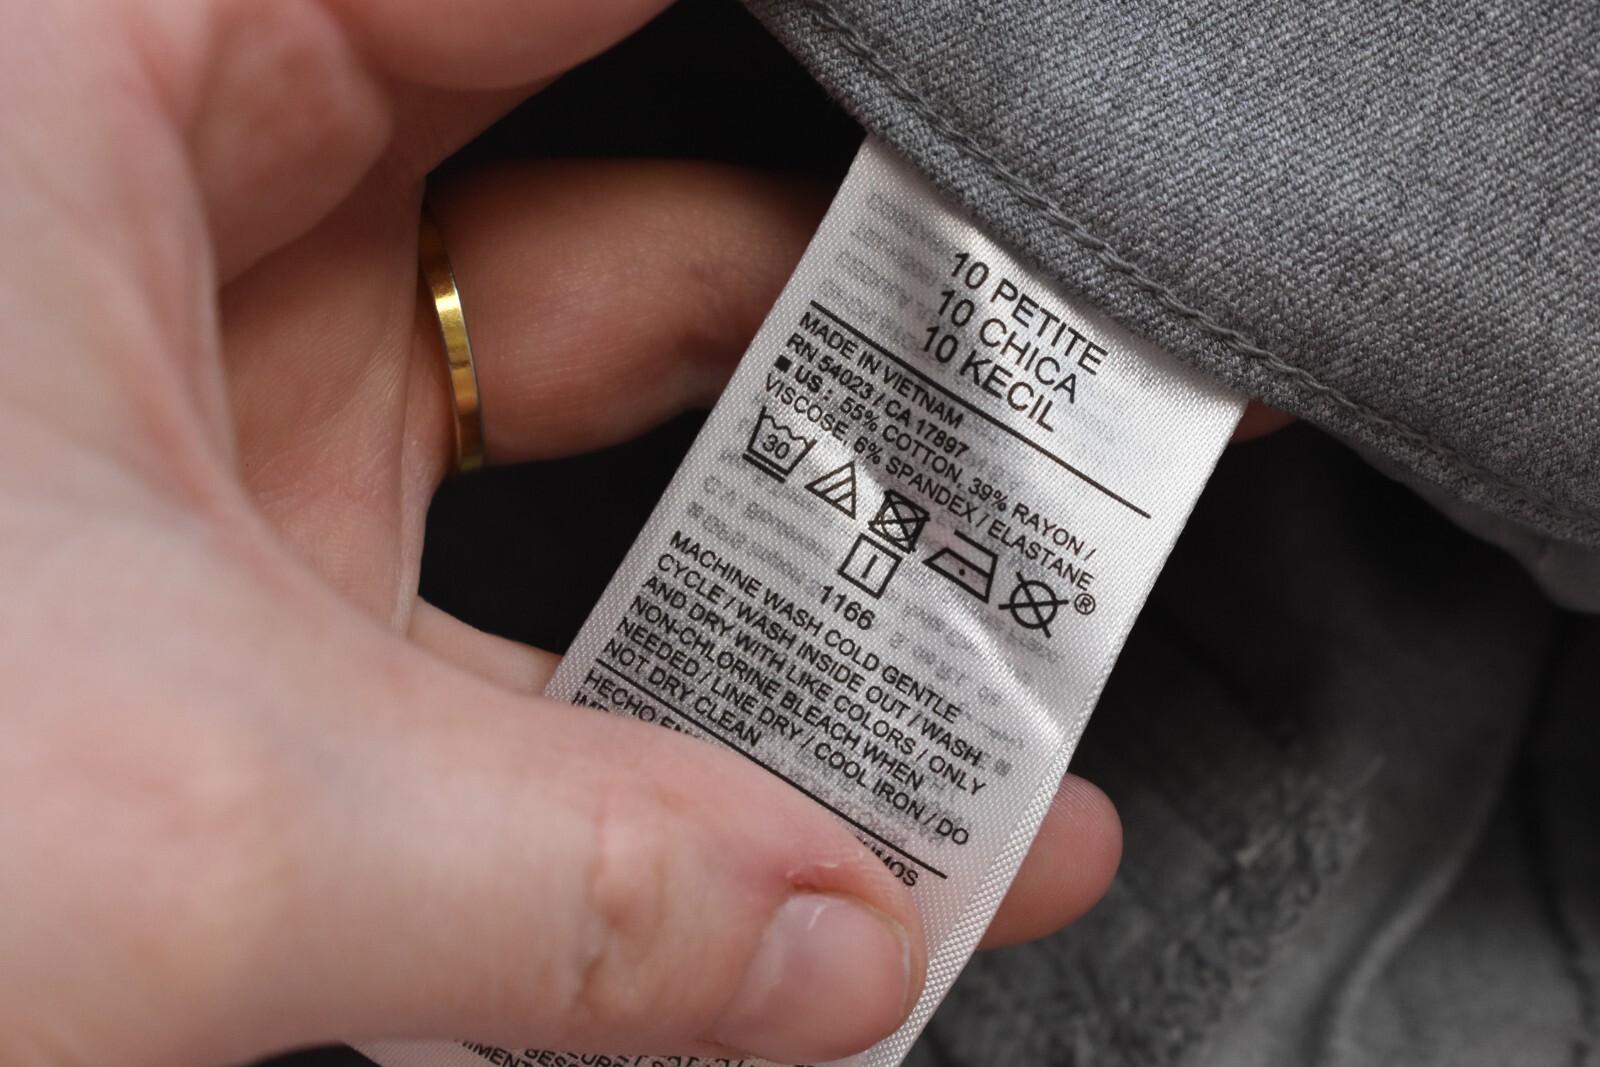 10 PETITE
10 CHICA
10 KECIL
MADE IN VIETNAM
RN 54023 / CA 17897
■ US : 55% COTTON, 39% RAYON /
VISCOSE, 6% SPANDEX / ELASTANE
30
®
1166
MACHINE WASH COLD GENTLE
CYCLE / WASH INSIDE OUT / WASH
AND DRY WITH LIKE COLORS / ONLY
NON-CHLORINE BLEACH WHEN
NEEDED / LINE DRY / COOL IRON / DO
NOT DRY CLEAN
HECHO EN